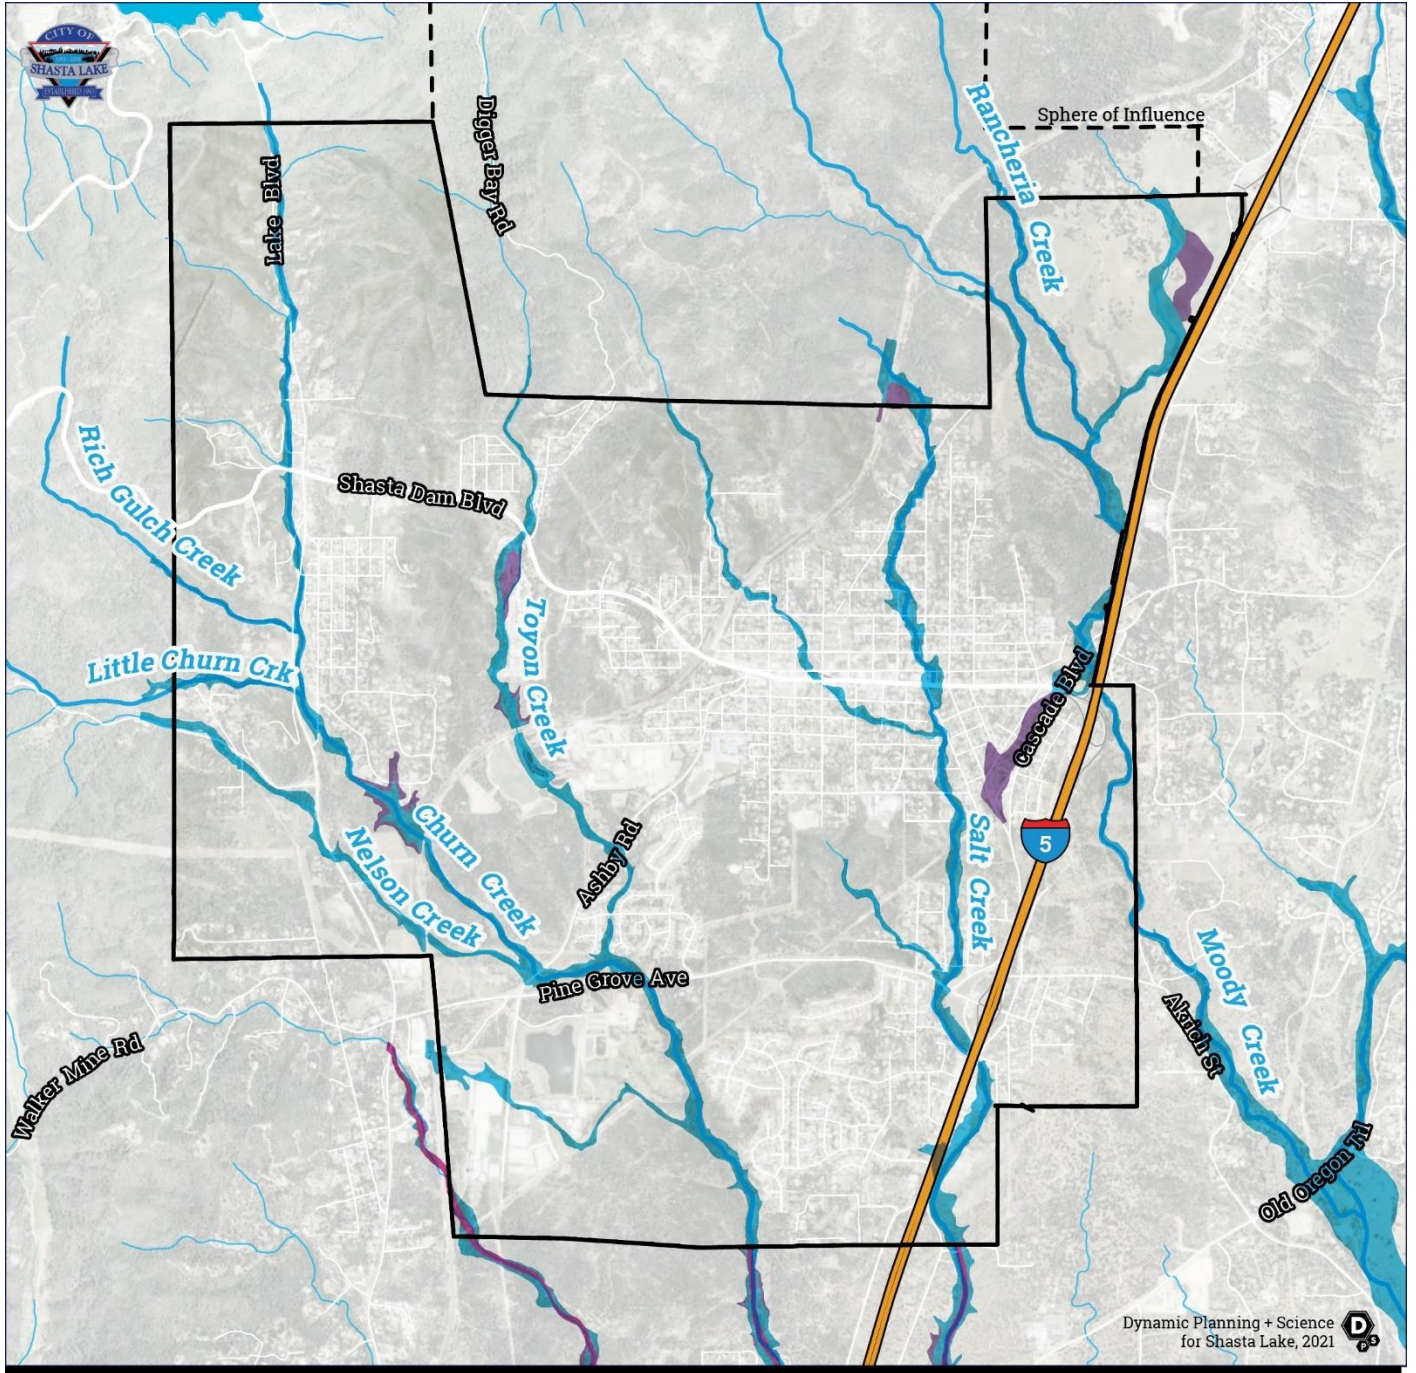 CITY OF
SHASTA LAKE
Sphere of Influence
Rancheria Creek
Digger Bay Rd
Lake Blvd
Rich Gulch Creek
Shasta Dam Blvd
Toyon Creek
Little Churn Crk
Cascade Blvd
5
Churn Creek
Nelson Creek
Ashby Rd
Salt Creek
Pine Grove Ave
Moody Creek
Akrich St
Walker Mine Rd
Old Oregon Trl
Dynamic Planning + Science
for Shasta Lake, 2021
D
P S